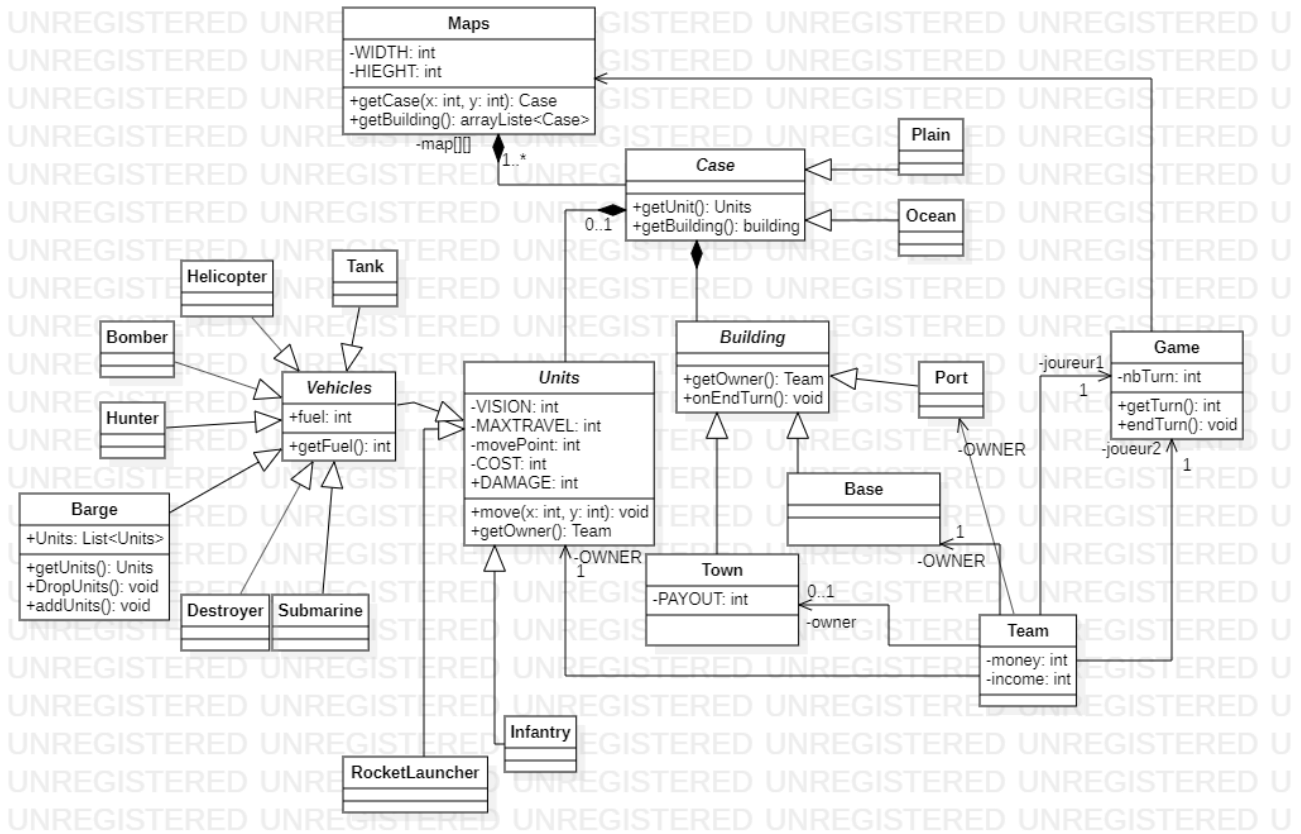 Maps
-WIDTH: int
-HIEGHT: int
+getCase(x: int, y: int): Case
+getBuilding(): arrayListe<Case>
-map[][]
1..*
Case
+getUnit(): Units
+getBuilding(): building
0..1
Plain
Ocean
Helicopter
Tank
Bomber
Hunter
Vehicles
+fuel: int
+getFuel(): int
Barge
+Units: List<Units>
+getUnits(): Units
+DropUnits(): void
+addUnits(): void
Destroyer
Submarine
Units
-VISION: int
-MAXTRAVEL: int
-movePoint: int
-COST: int
+DAMAGE: int
+move(x: int, y: int): void
+getOwner(): Team
-OWNER
1
Building
+getOwner(): Team
+onEndTurn(): void
Port
-OWNER
Base
1
-OWNER
Town
-PAYOUT: int
0..1
-owner
Game
-nbTurn: int
+getTurn(): int
+endTurn(): void
-joureur1
1
-joueur2
1
Team
-money: int
-income: int
Infantry
RocketLauncher
UNREGISTERED UNREGISTERED UNREGISTERED UNREGISTERED UNREGISTERED U